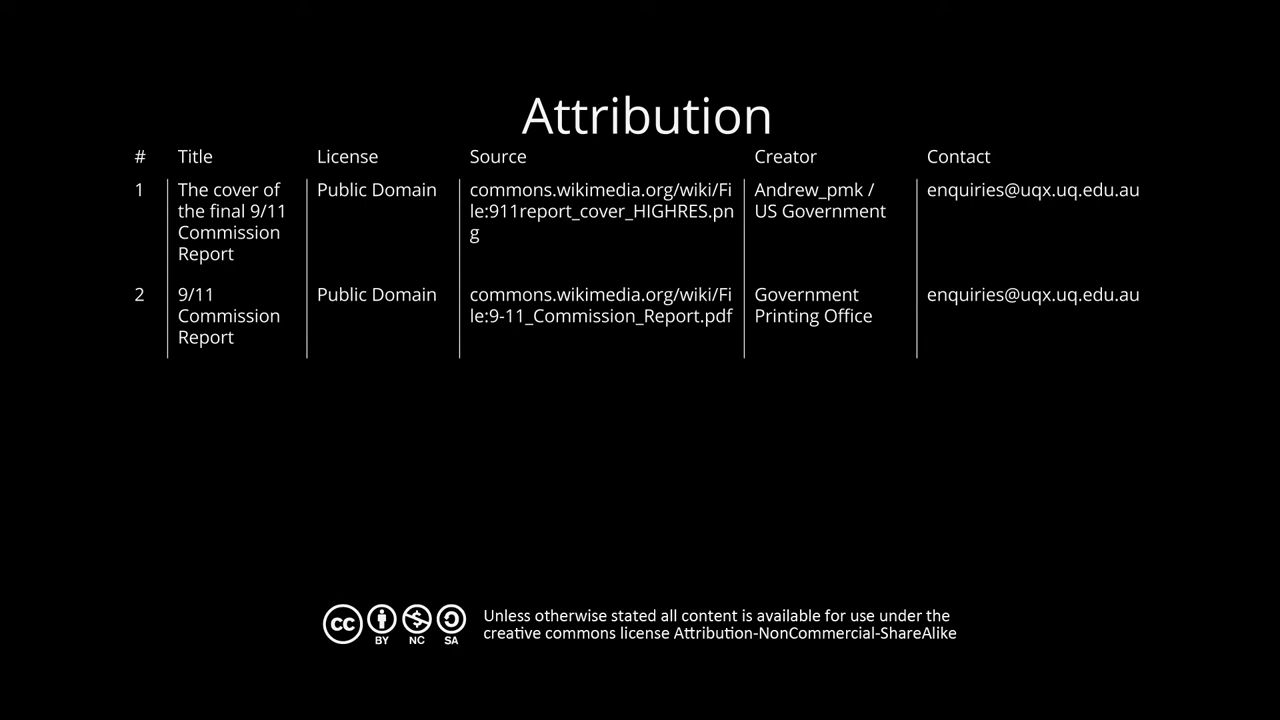 Attribution
# Title License Source Creator Contact
1 The cover of Public Domain commons.wikimedia.org/wiki/Fi Andrew_pmk / enquiries@uqx.uq.edu.au
the final 9/11 le:911report_cover_HIGHRES.pn US Government
Commission g
Report
2 9/11 Public Domain commons.wikimedia.org/wiki/Fi Government enquiries@uqx.uq.edu.au
Commission le:9-11_Commission_Report.pdf Printing Office
Report
cc BY NC SA
Unless otherwise stated all content is available for use under the
creative commons license Attribution-NonCommercial-ShareAlike